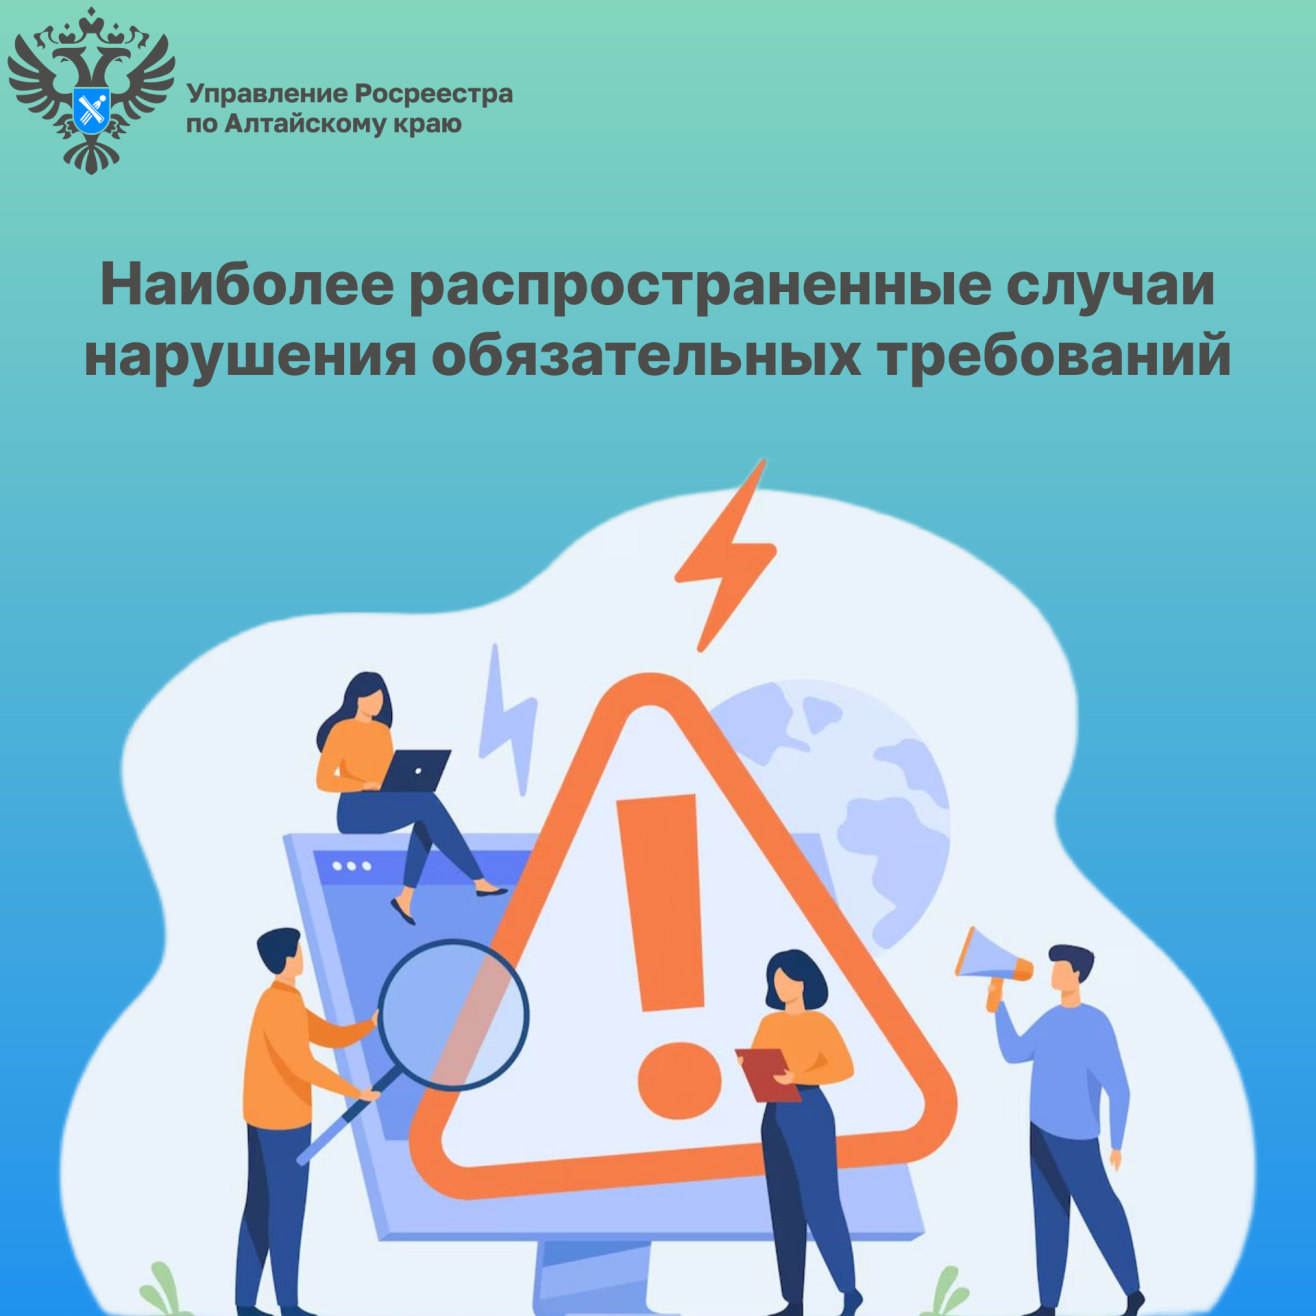 Управление Росреестра
по Алтайскому краю
Наиболее распространенные случаи
нарушения обязательных требований